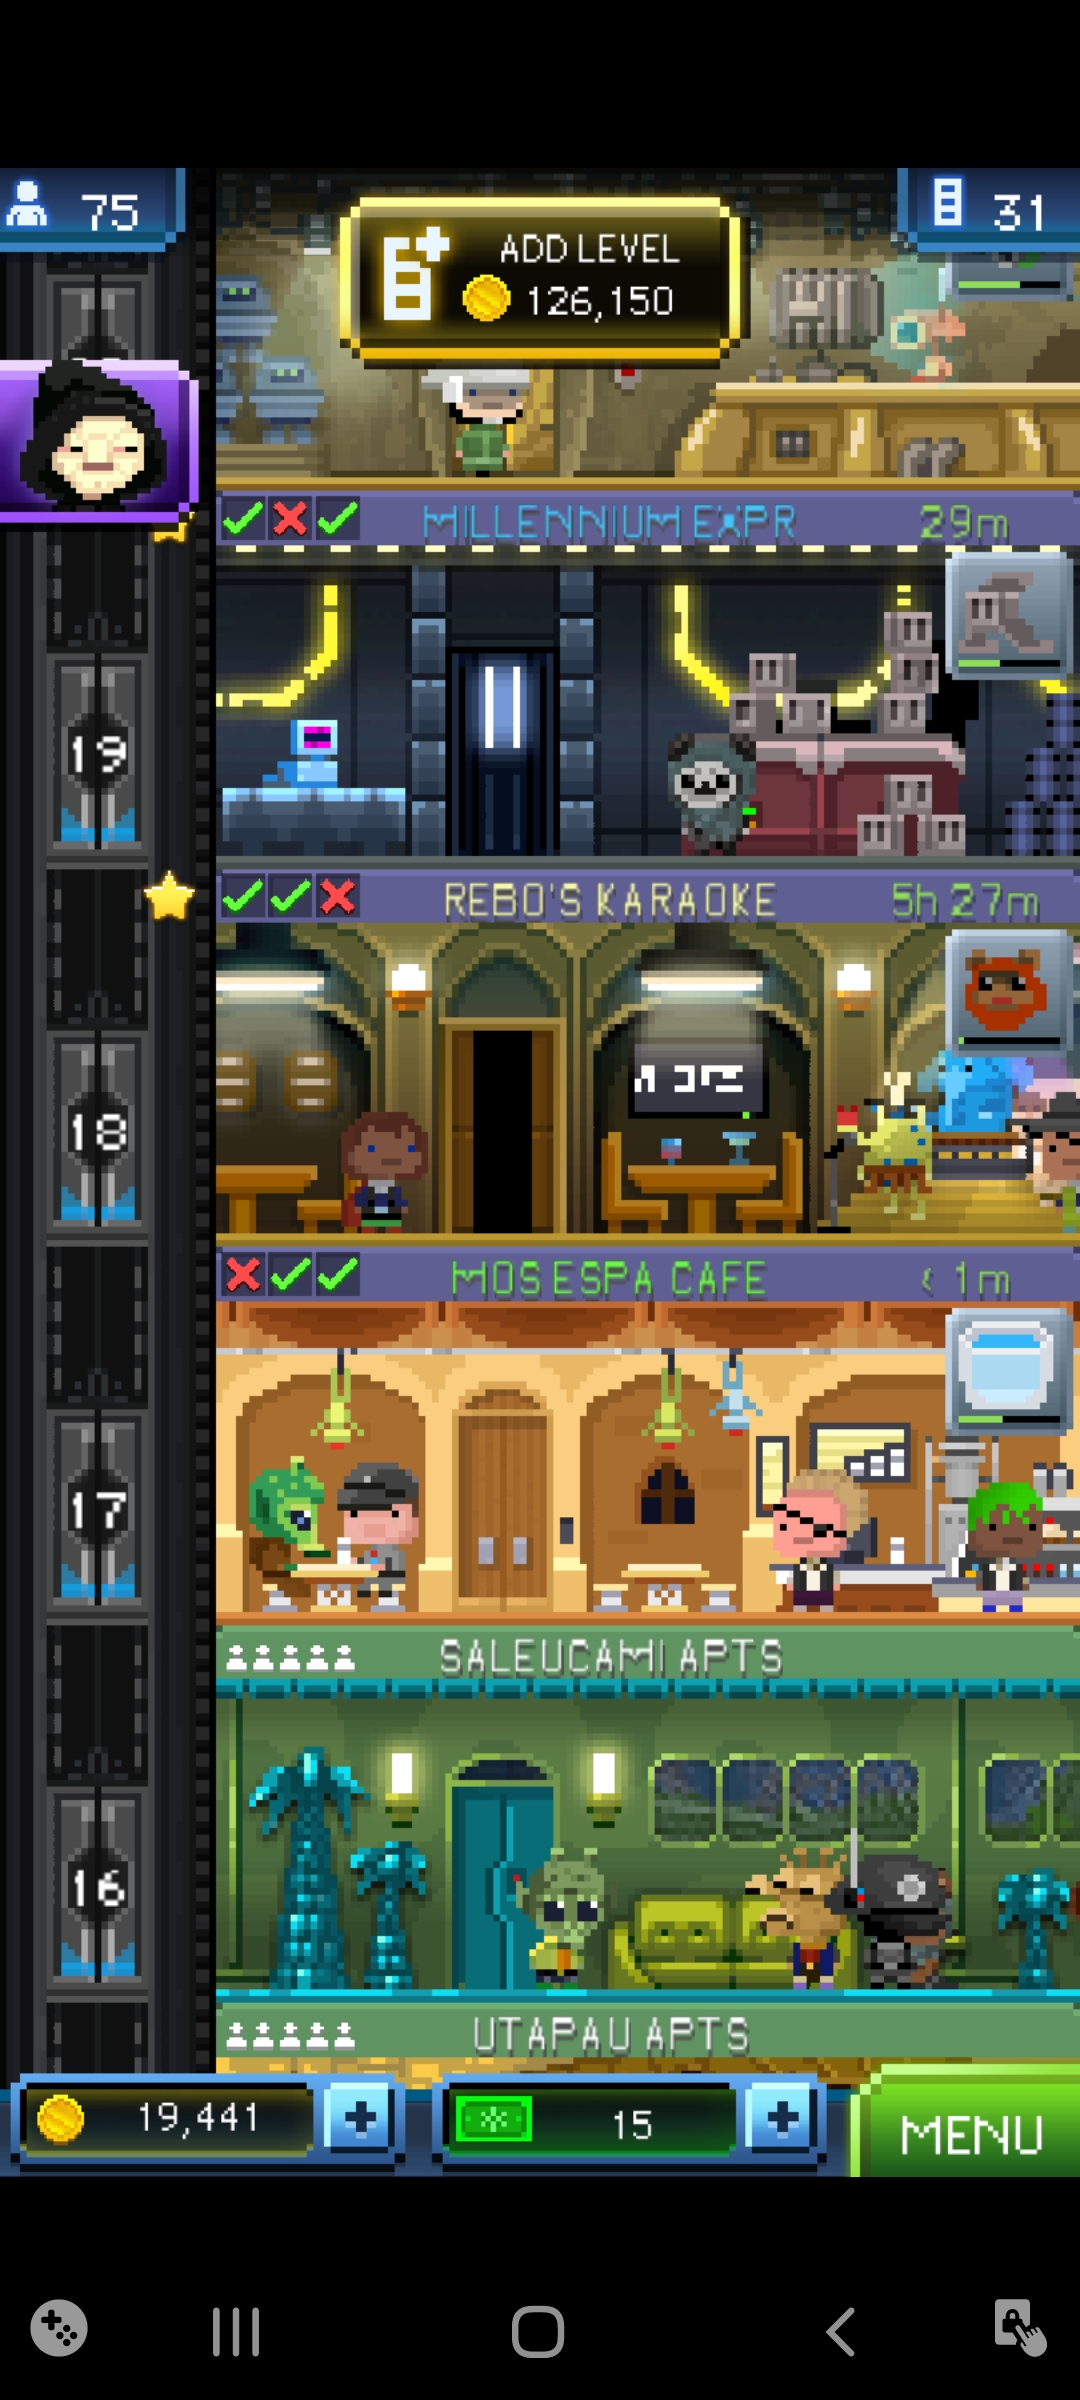 75
31
ADD LEVEL
126,150
MILLENNIUM EXPR
29m
19
REBO'S KARAOKE
5h 27m
18
MOS ESPA CAFE
< 1m
17
SALEUCAMI APTS
16
UTAPAU APTS
19,441
15
MENU